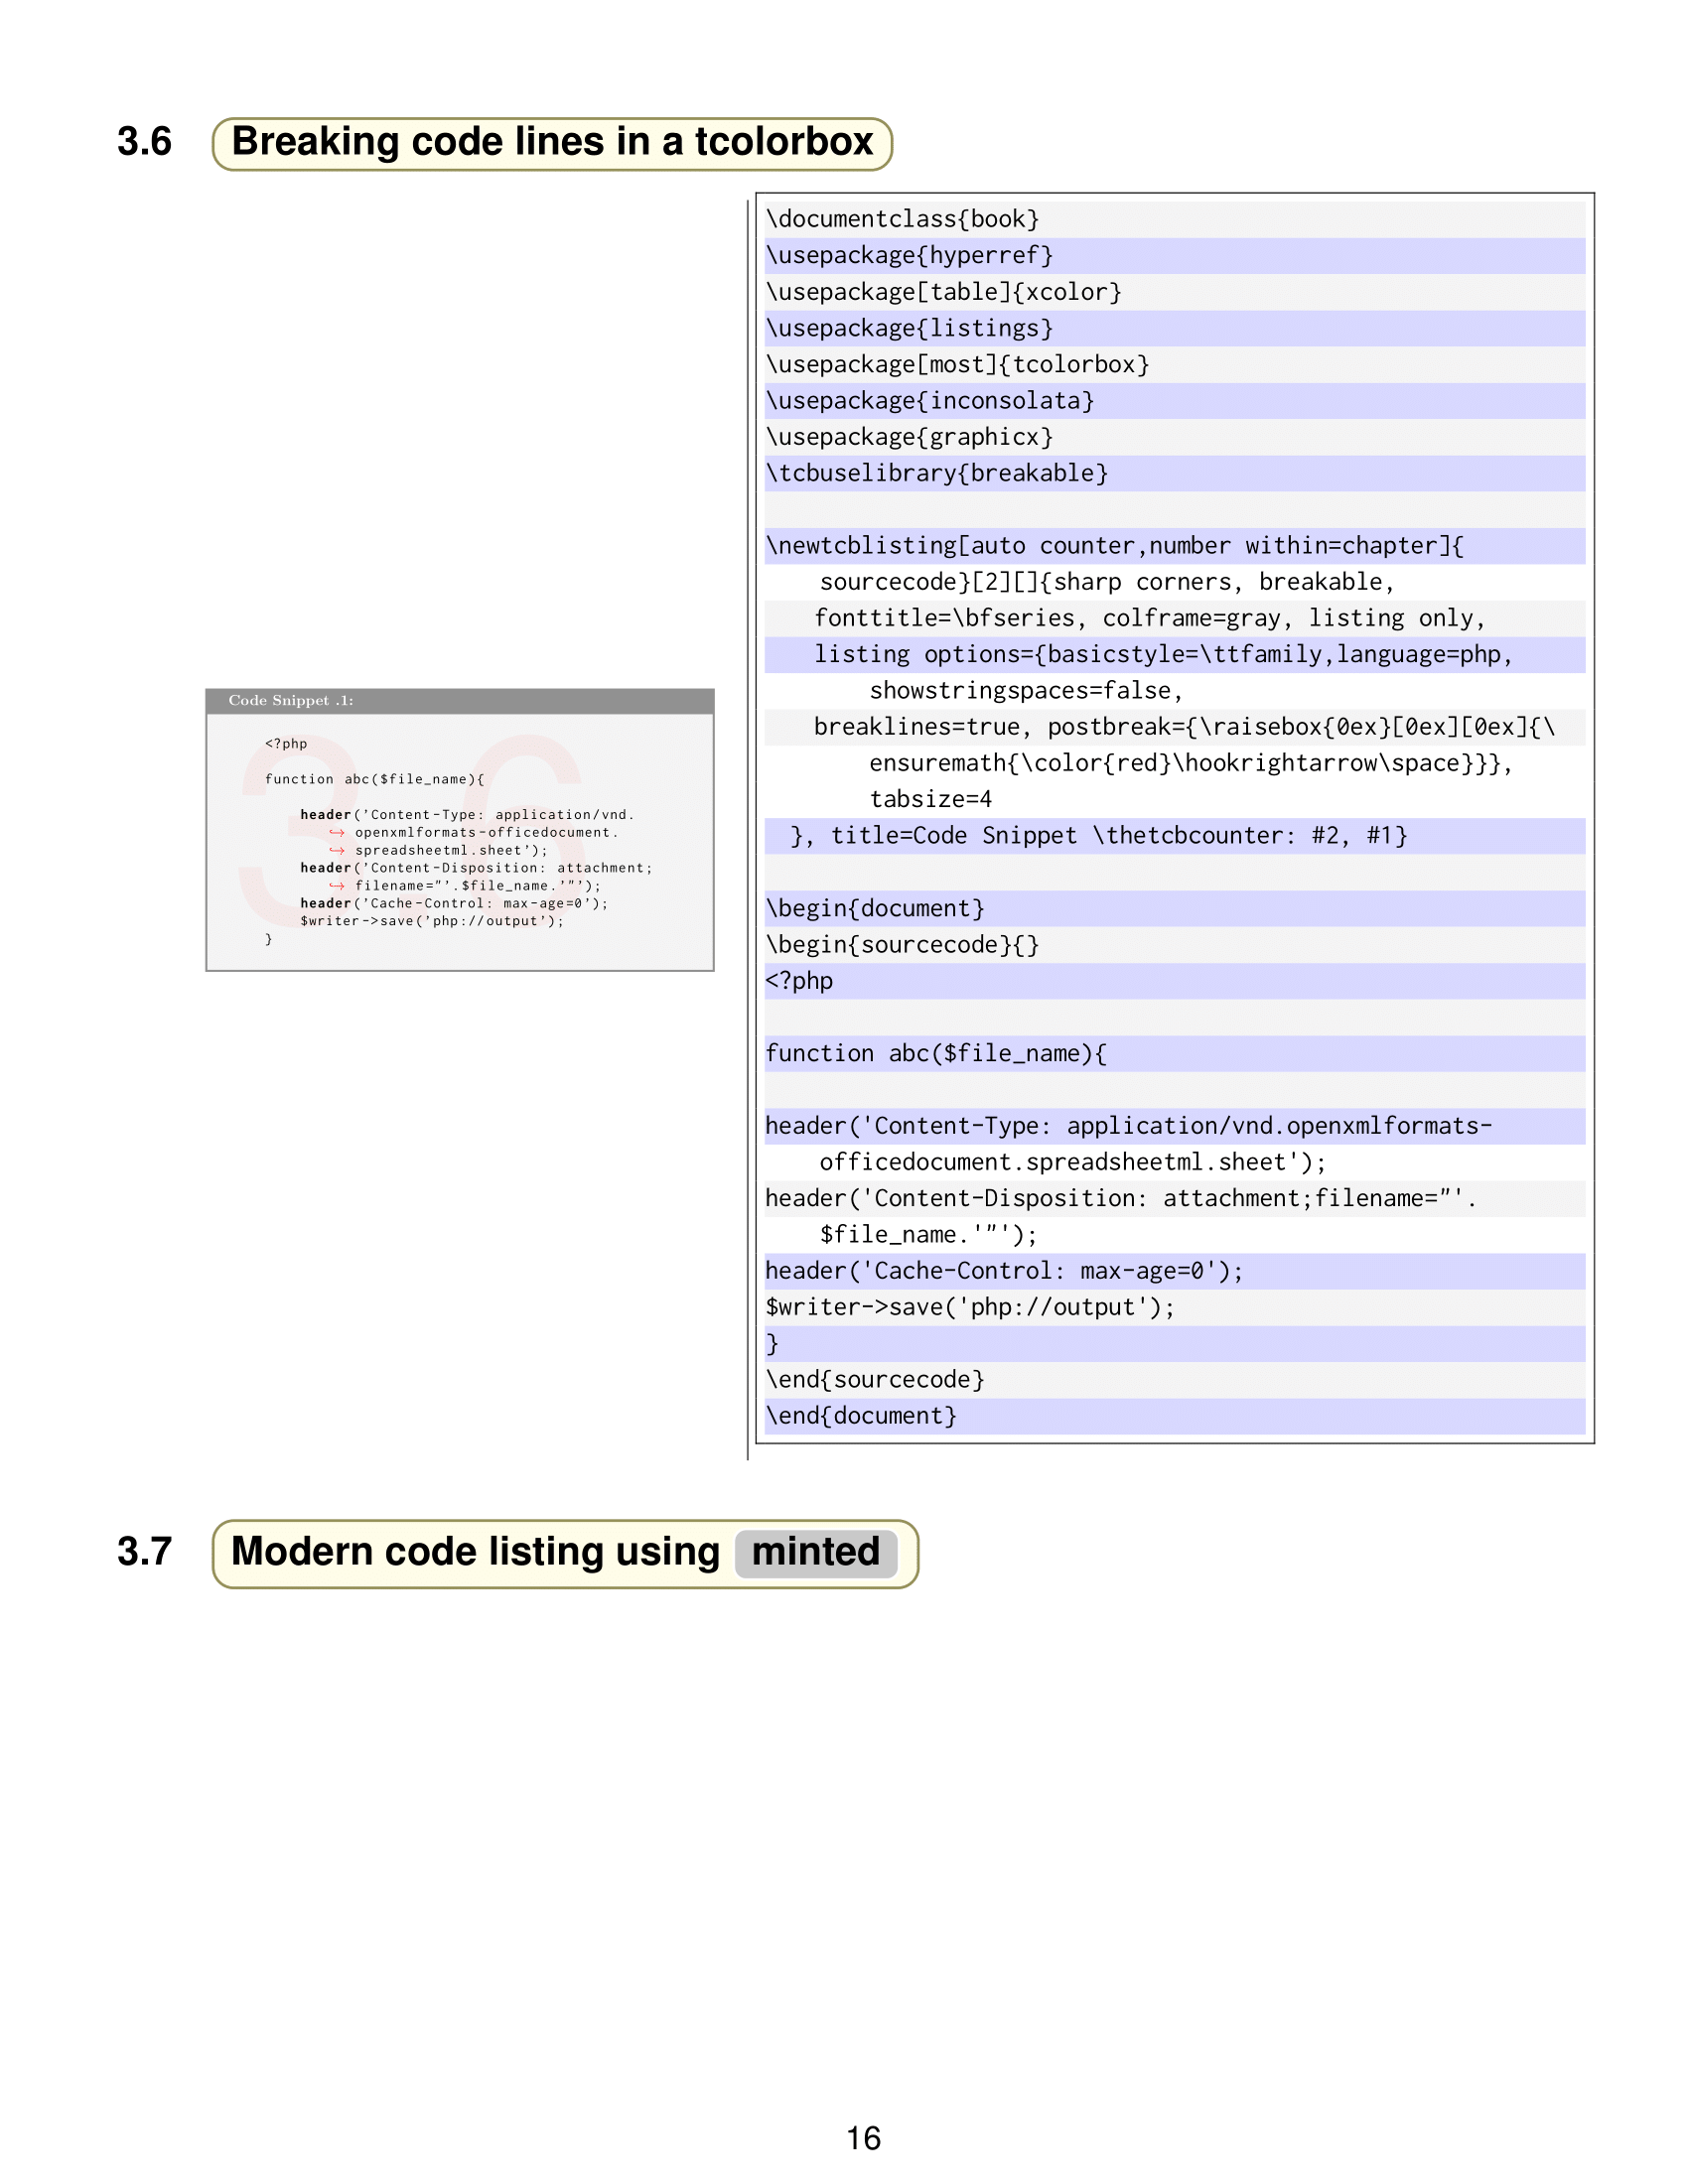 3.6 Breaking code lines in a tcolorbox
Code Snippet .1:
3.6
<?php
function abc($file_name){
header('Content-Type: application/vnd.
↪ openxmlformats-officedocument.
↪ spreadsheetml.sheet');
header('Content-Disposition: attachment;
↪ filename="'.$file_name.'"');
header('Cache-Control: max-age=0');
$writer->save('php://output');
}
\documentclass{book}
\usepackage{hyperref}
\usepackage[table]{xcolor}
\usepackage{listings}
\usepackage[most]{tcolorbox}
\usepackage{inconsolata}
\usepackage{graphicx}
\tcbuselibrary{breakable}
\newtcblisting[auto counter,number within=chapter]{
sourcecode}[2][]{sharp corners, breakable,
fonttitle=\bfseries, colframe=gray, listing only,
listing options={basicstyle=\ttfamily,language=php,
showstringspaces=false,
breaklines=true, postbreak={\raisebox{0ex}[0ex][0ex]{\
ensuremath{\color{red}\hookrightarrow\space}}},
tabsize=4
}, title=Code Snippet \thetcbcounter: #2, #1}
\begin{document}
\begin{sourcecode}{}
<?php
function abc($file_name){
header('Content-Type: application/vnd.openxmlformats-
officedocument.spreadsheetml.sheet');
header('Content-Disposition: attachment;filename="'.
$file_name.'"');
header('Cache-Control: max-age=0');
$writer->save('php://output');
}
\end{sourcecode}
\end{document}
3.7 Modern code listing using minted
16